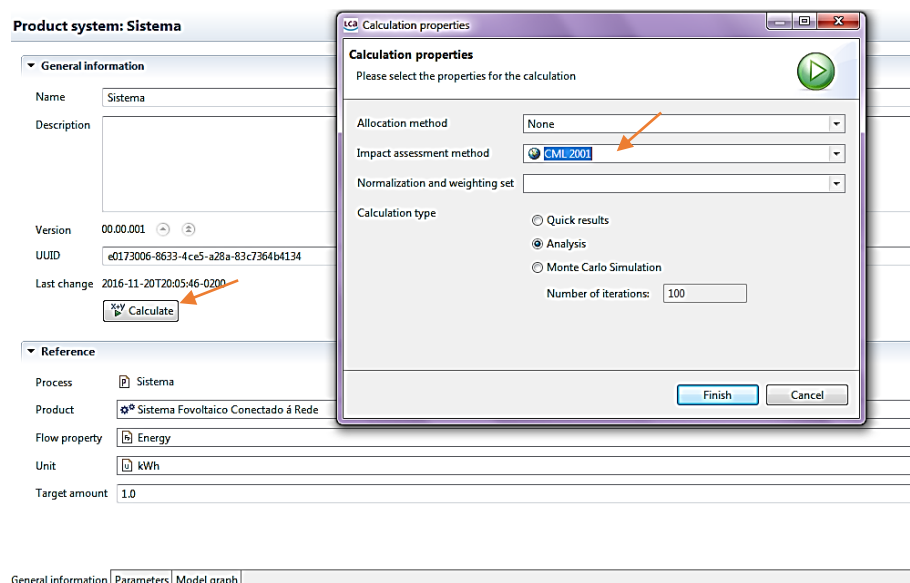 Product system: Sistema
General information
Name Sistema
Description
Version 00.00.001
UUID e0173006-8633-4ce5-a28a-83c7364b4134
Last change 2016-11-20T20:05:46-0200
Calculate
Reference
Process P Sistema
Product Sistema Fovoltaico Conectado á Rede
Flow property Energy
Unit kWh
Target amount 1.0
General information Parameters Model graph
LCA Calculation properties
Calculation properties
Please select the properties for the calculation
Allocation method None
Impact assessment method CML 2001
Normalization and weighting set
Calculation type
Quick results
Analysis
Monte Carlo Simulation
Number of iterations: 100
Finish Cancel